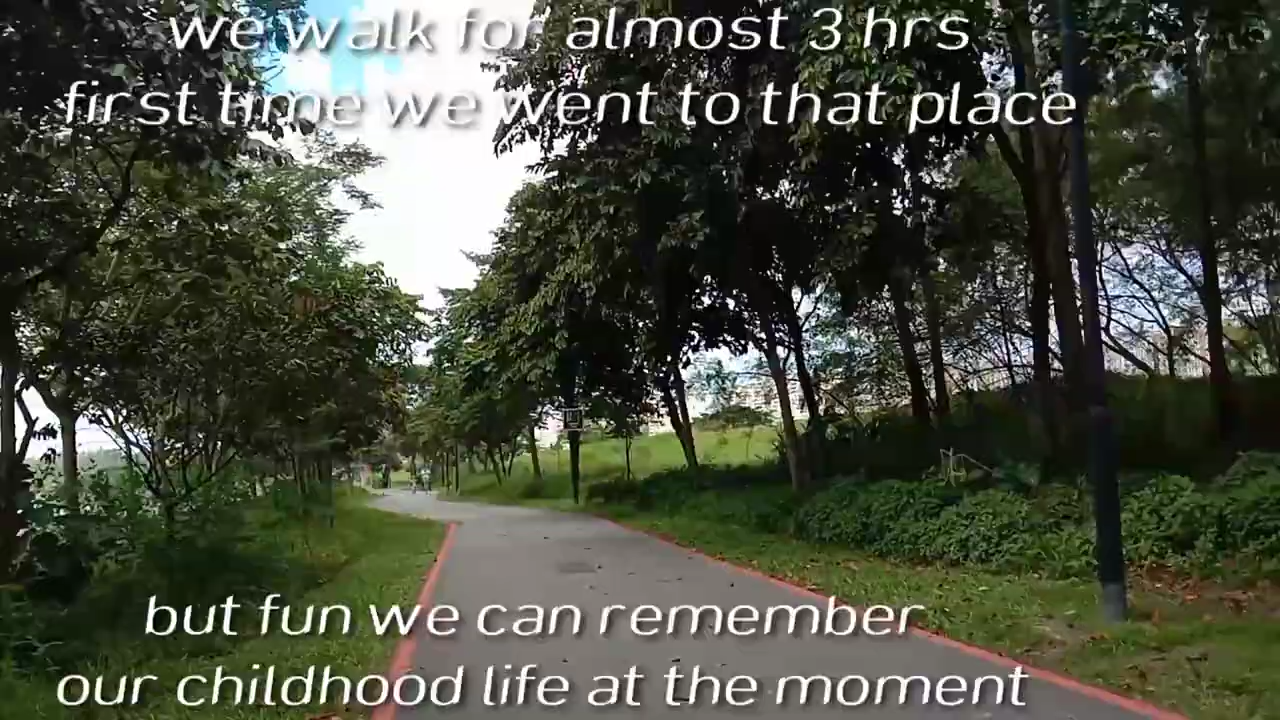 we walk for almost 3 hrs
first time we went to that place
but fun we can remember
our childhood life at the moment